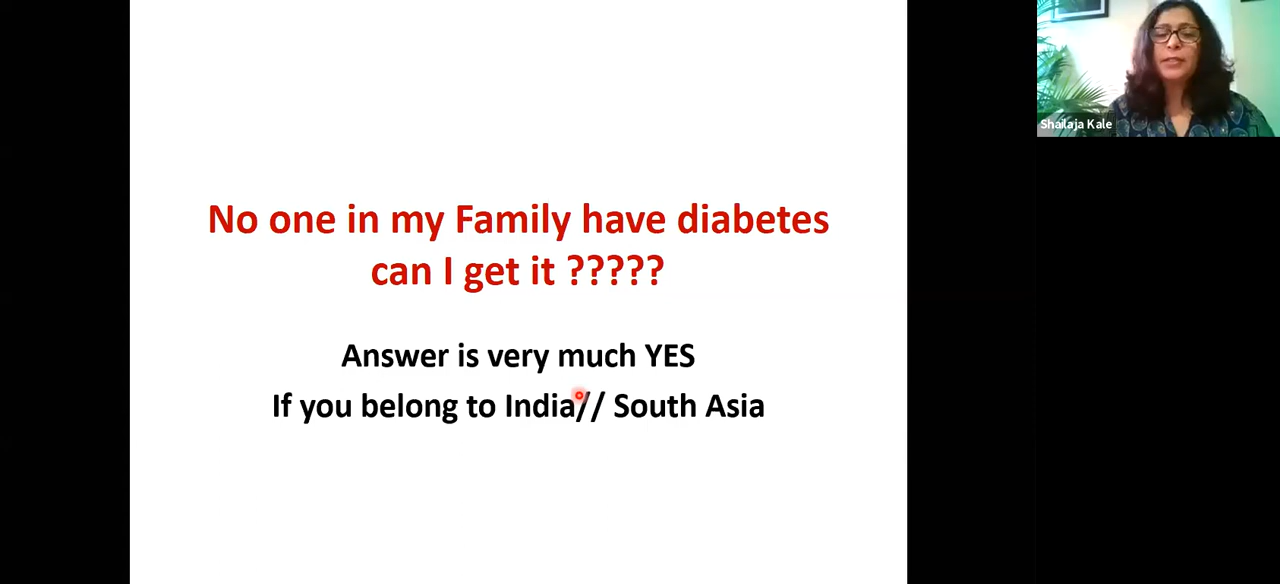 No one in my Family have diabetes
can I get it ?????
Answer is very much YES
If you belong to India// South Asia
Shailaja Kale